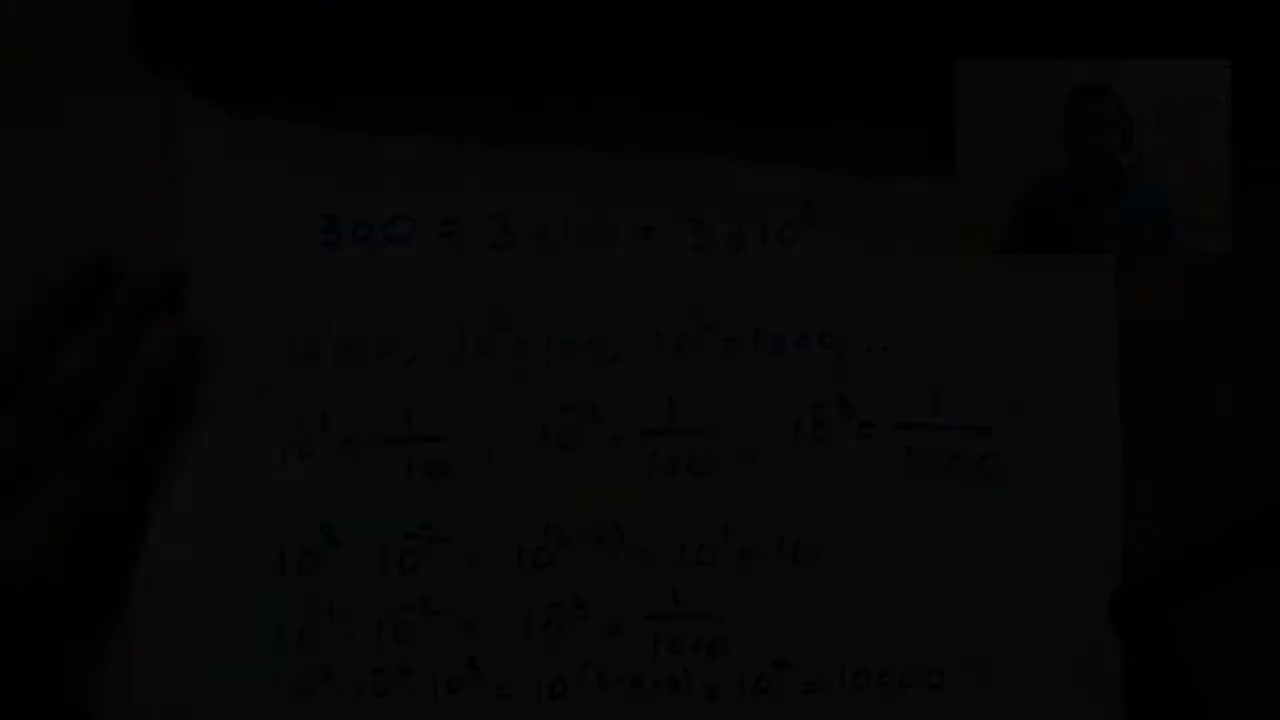 300 = 3 · 100 = 3 · 10²
10² = 100, 10³ = 1000, ...
10⁻¹ = 1/10, 10⁻² = 1/100, 10⁻³ = 1/1000
10³ · 10⁻² = 10⁽³⁻²⁾ = 10¹ = 10
10⁻¹ · 10⁻² = 10⁻³ = 1/1000
10³ = 10⁴ = 10000